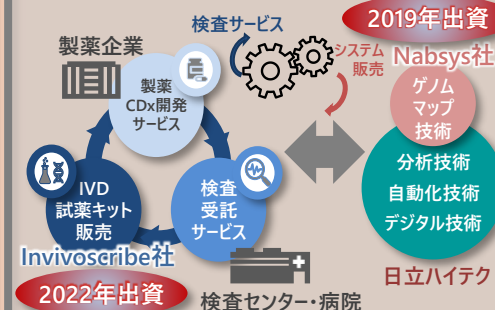 2019年出資
検査サービス
製薬企業
システム
販売
Nabsys社
ゲノム
マップ
技術
製薬
CDx開発
サービス
分析技術
自動化技術
デジタル技術
IVD
試薬キット
販売
検査
受託
サービス
Invivoscribe社
日立ハイテク
2022年出資
検査センター・病院